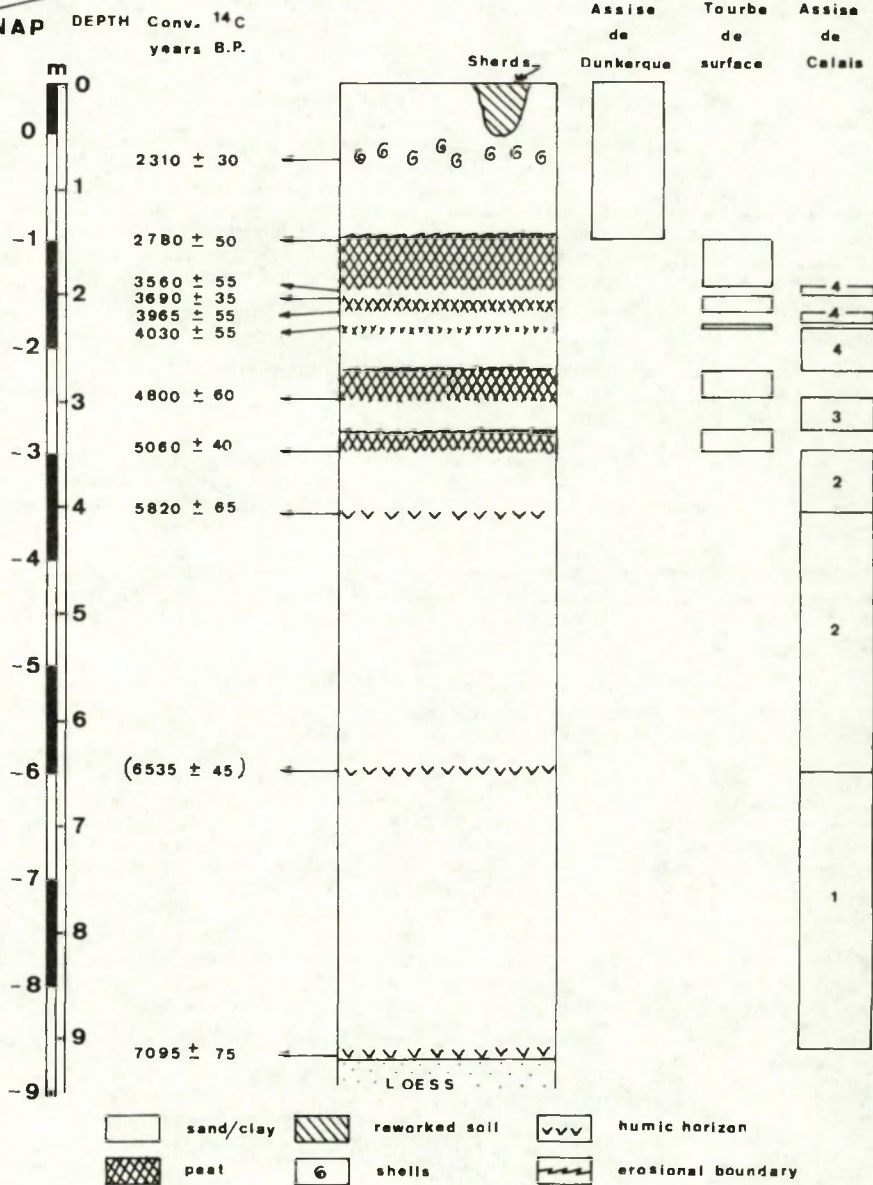 NAP DEPTH Conv. 14C
years B.P.
Assise de Dunkerque
Tourbe de surface
Assise de Calais
m
0
1
2
3
4
5
6
7
8
9
0
-1
-2
-3
-4
-5
-6
-7
-8
-9
Sherds
2310 ± 30
2780 ± 50
3560 ± 55
3690 ± 35
3965 ± 55
4030 ± 55
4800 ± 60
5060 ± 40
5820 ± 65
(6535 ± 45)
7095 ± 75
G G G G G G G G
LOESS
4
4
4
3
2
2
1
sand/clay
reworked soil
vvv humic horizon
peat
G shells
erosional boundary